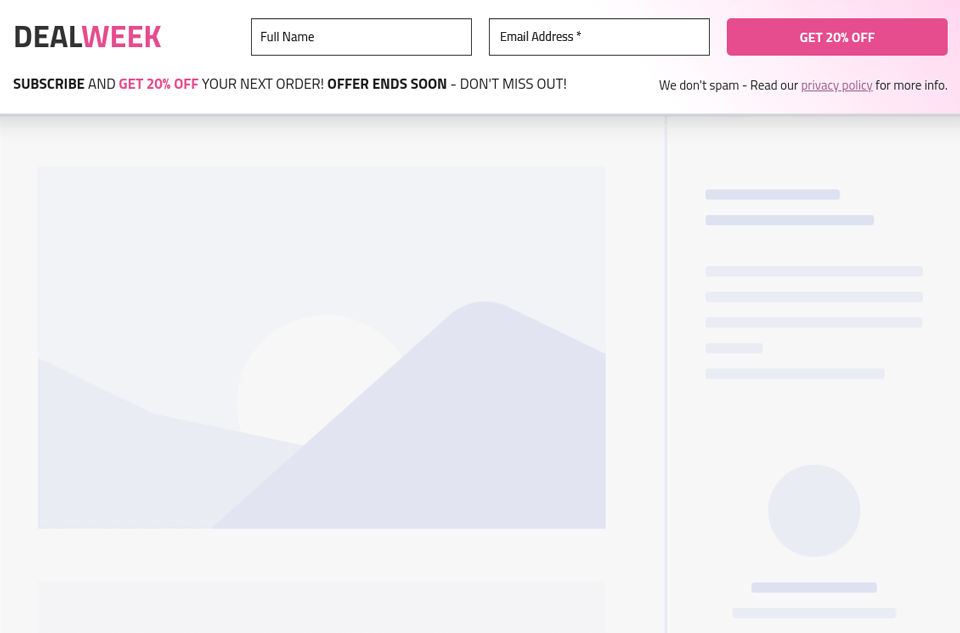 DEALWEEK
Full Name
Email Address *
GET 20% OFF
SUBSCRIBE AND GET 20% OFF YOUR NEXT ORDER! OFFER ENDS SOON - DON'T MISS OUT!
We don't spam - Read our privacy policy for more info.